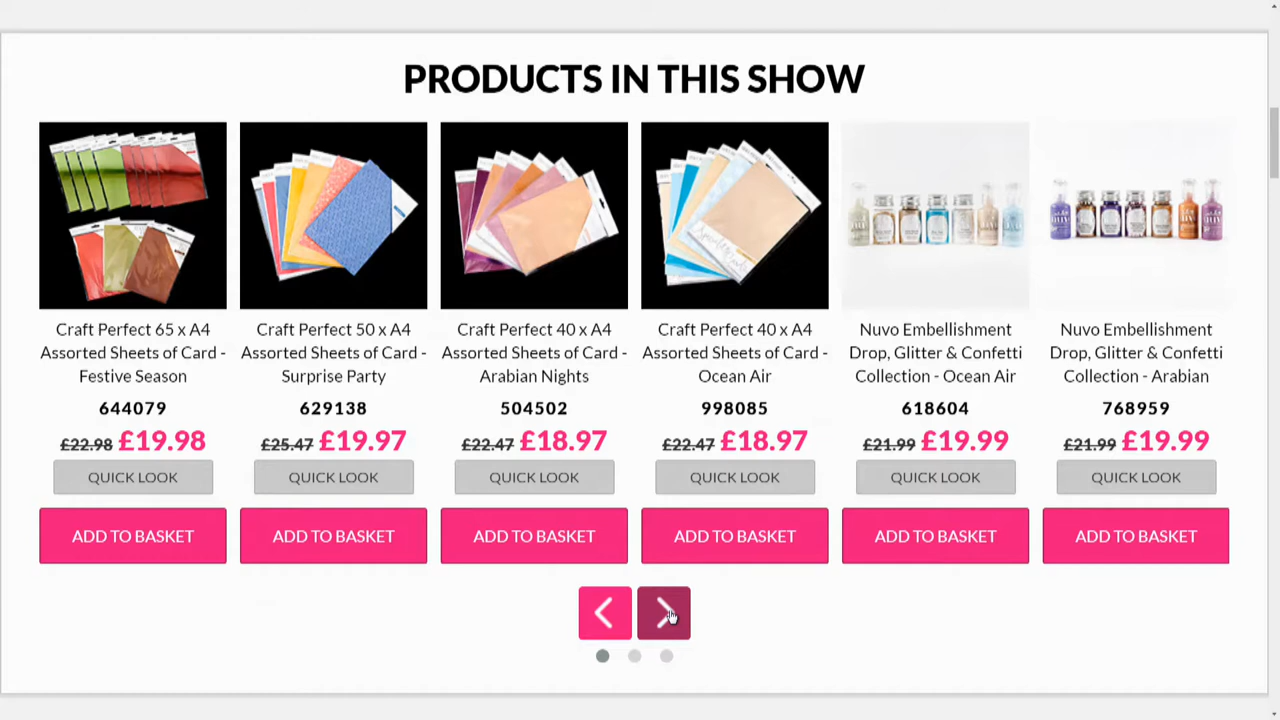 PRODUCTS IN THIS SHOW
Craft Perfect 65 x A4
Assorted Sheets of Card -
Festive Season
644079
£22.98 £19.98
QUICK LOOK
ADD TO BASKET
Craft Perfect 50 x A4
Assorted Sheets of Card -
Surprise Party
629138
£25.47 £19.97
QUICK LOOK
ADD TO BASKET
Craft Perfect 40 x A4
Assorted Sheets of Card -
Arabian Nights
504502
£22.47 £18.97
QUICK LOOK
ADD TO BASKET
Craft Perfect 40 x A4
Assorted Sheets of Card -
Ocean Air
998085
£22.47 £18.97
QUICK LOOK
ADD TO BASKET
Nuvo Embellishment
Drop, Glitter & Confetti
Collection - Ocean Air
618604
£21.99 £19.99
QUICK LOOK
ADD TO BASKET
Nuvo Embellishment
Drop, Glitter & Confetti
Collection - Arabian
768959
£21.99 £19.99
QUICK LOOK
ADD TO BASKET